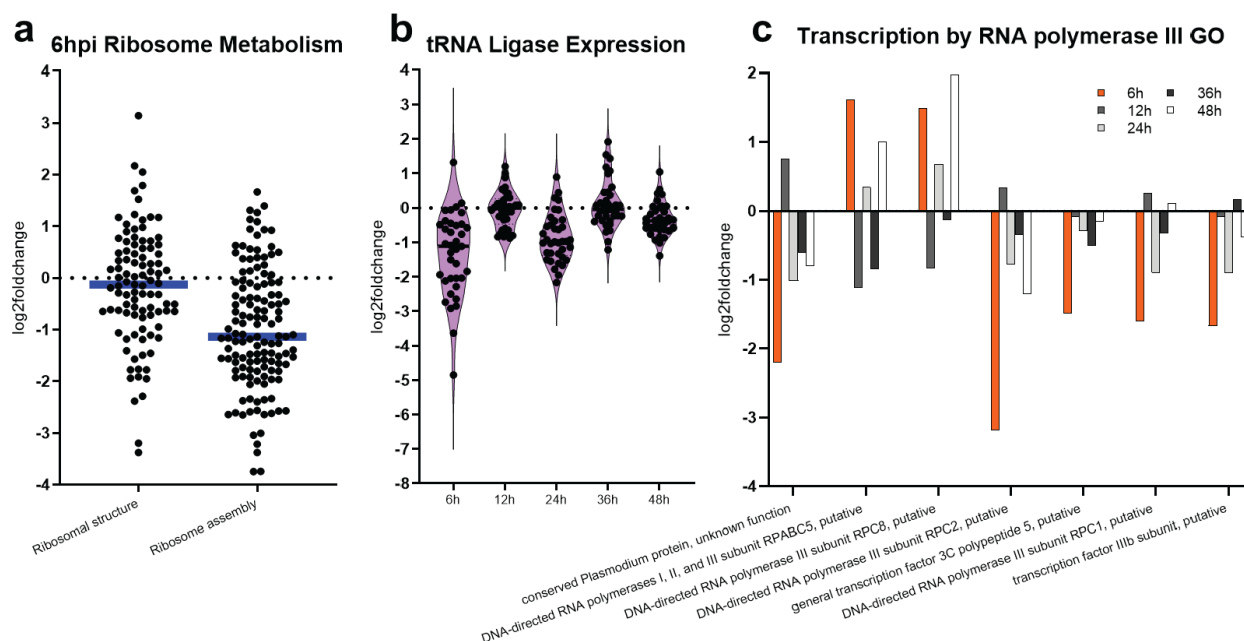 a
6hpi Ribosome Metabolism
4
3
2
1
0
-1
-2
-3
-4
log2foldchange
Ribosomal structure
Ribosome assembly
b
tRNA Ligase Expression
4
3
2
1
0
-1
-2
-3
-4
-5
-6
-7
-8
log2foldchange
6h
12h
24h
36h
48h
c
Transcription by RNA polymerase III GO
2
1
0
-1
-2
-3
-4
log2foldchange
6h
12h
24h
36h
48h
conserved Plasmodium protein, unknown function
DNA-directed RNA polymerases I, II, and III subunit RPABC5, putative
DNA-directed RNA polymerase III subunit RPC8, putative
DNA-directed RNA polymerase III subunit RPC2, putative
general transcription factor 3C polypeptide 5, putative
DNA-directed RNA polymerase III subunit RPC1, putative
transcription factor IIIb subunit, putative